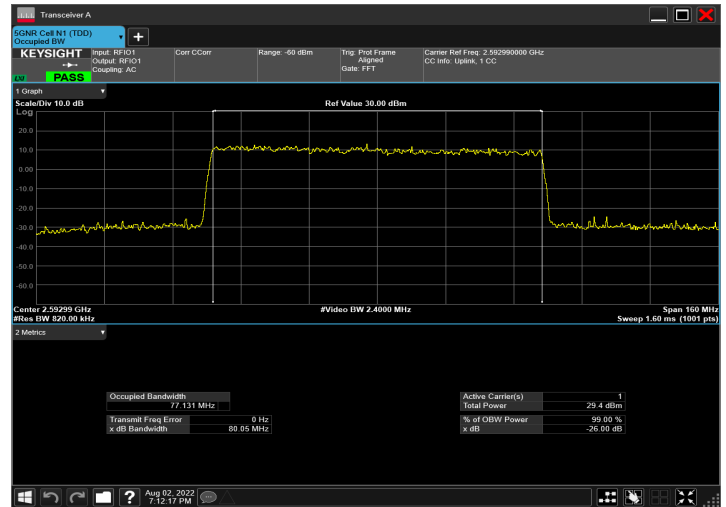 Transceiver A
5GNR Cell N1 (TDD)
Occupied BW
KEYSIGHT
LXI
PASS
Input: RFIO1
Output: RFIO1
Coupling: AC
Corr CCorr
Range: -60 dBm
Trig: Prot Frame
Aligned
Gate: FFT
Carrier Ref Freq: 2.592990000 GHz
CC Info: Uplink, 1 CC
1 Graph
Scale/Div 10.0 dB
Ref Value 30.00 dBm
Log
20.0
10.0
0.00
-10.0
-20.0
-30.0
-40.0
-50.0
-60.0
Center 2.59299 GHz
#Video BW 2.4000 MHz
Span 160 MHz
#Res BW 820.00 kHz
Sweep 1.60 ms (1001 pts)
2 Metrics
Occupied Bandwidth
77.131 MHz
Active Carrier(s) 1
Total Power 29.4 dBm
Transmit Freq Error 0 Hz
x dB Bandwidth 80.05 MHz
% of OBW Power 99.00 %
x dB -26.00 dB
?
Aug 02, 2022
7:12:17 PM